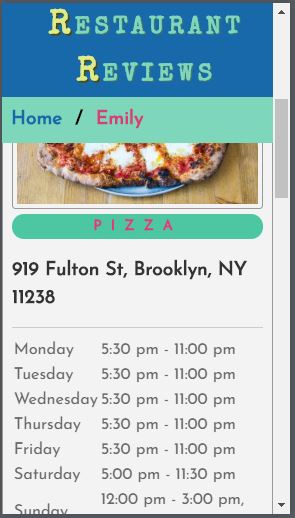 Restaurant
Reviews
Home / Emily
PIZZA
919 Fulton St, Brooklyn, NY
11238
Monday 5:30 pm - 11:00 pm
Tuesday 5:30 pm - 11:00 pm
Wednesday 5:30 pm - 11:00 pm
Thursday 5:30 pm - 11:00 pm
Friday 5:30 pm - 11:00 pm
Saturday 5:00 pm - 11:30 pm
12:00 pm - 3:00 pm,
Sunday